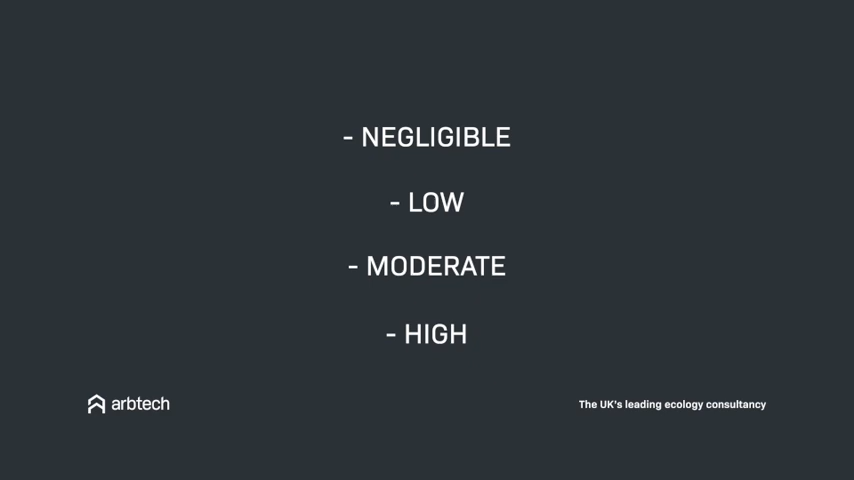 - NEGLIGIBLE
- LOW
- MODERATE
- HIGH
arbtech
The UK's leading ecology consultancy